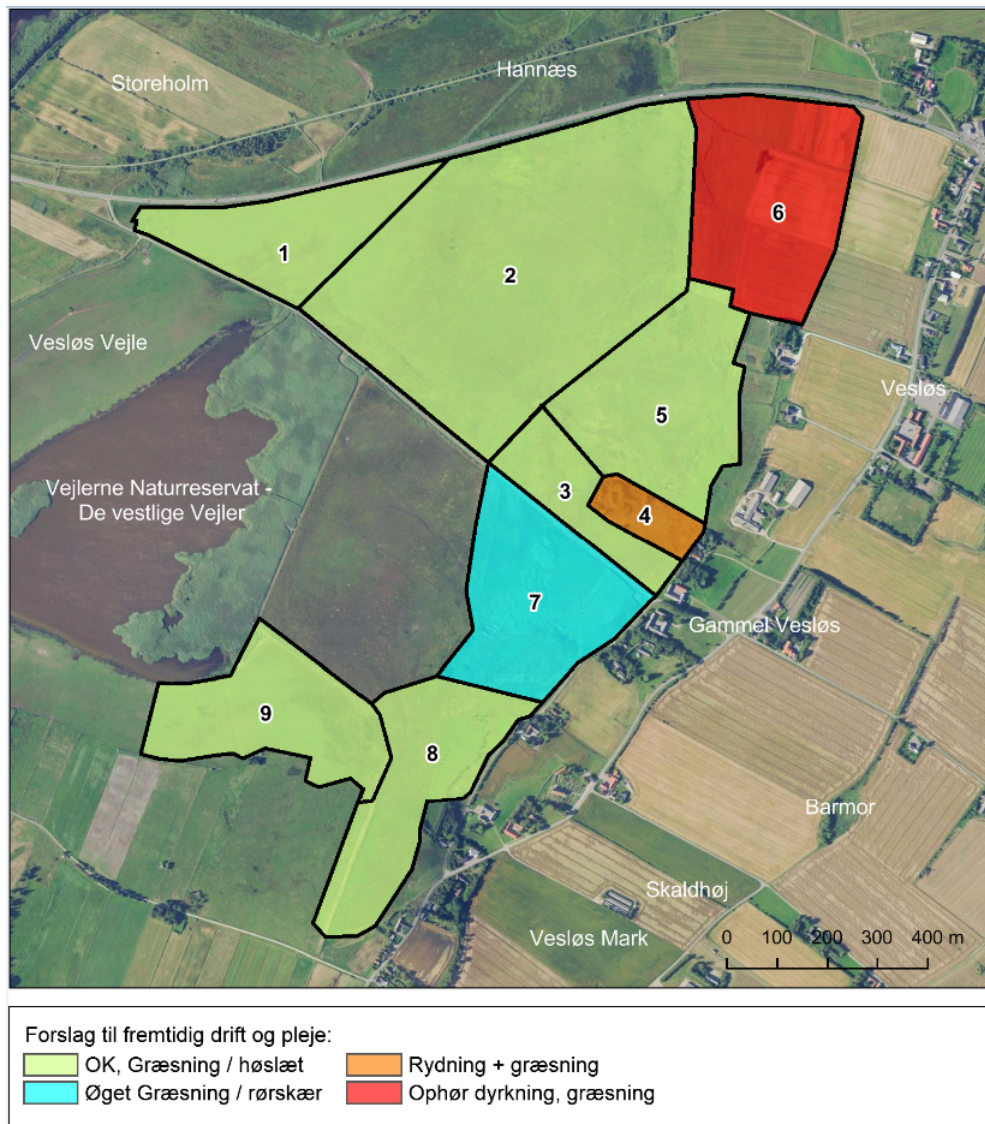 Hannæs
Storeholm
6
1
2
Vesløs Vejle
Vesløs
5
Vejlerne Naturreservat -
De vestlige Vejler
3
4
7
Gammel Vesløs
9
8
Barmor
Skaldhøj
Vesløs Mark
0 100 200 300 400 m
Forslag til fremtidig drift og pleje:
OK, Græsning / høslæt
Rydning + græsning
Øget Græsning / rørskær
Ophør dyrkning, græsning